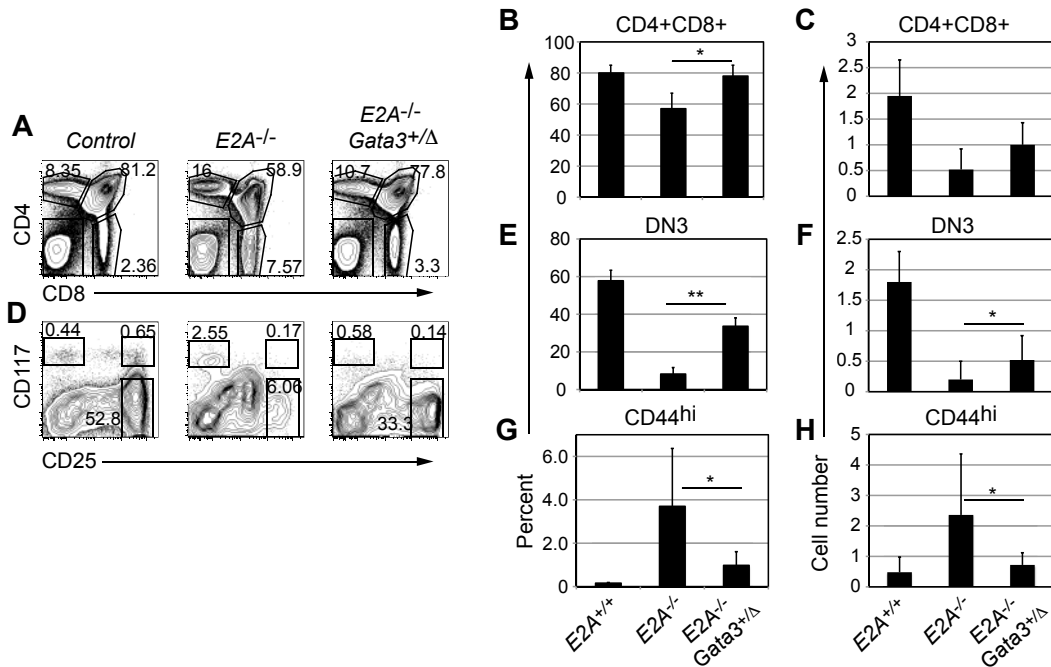 A
Control
E2A-/-
E2A-/-
Gata3+/Δ
8.35
81.2
2.36
16
58.9
7.57
10.7
77.8
3.3
CD4
CD8
D
0.44
0.65
52.8
2.55
0.17
6.06
0.58
0.14
33.3
CD117
CD25
B
CD4+CD8+
100
80
60
40
20
0
*
C
CD4+CD8+
3
2.5
2
1.5
1
0.5
0
E
DN3
80
60
40
20
0
**
F
DN3
2.5
2
1.5
1
0.5
0
*
G
CD44hi
6.0
4.0
2.0
0
*
Percent
E2A+/+
E2A-/-
E2A-/-
Gata3+/Δ
H
CD44hi
5
4
3
2
1
0
*
Cell number
E2A+/+
E2A-/-
E2A-/-
Gata3+/Δ